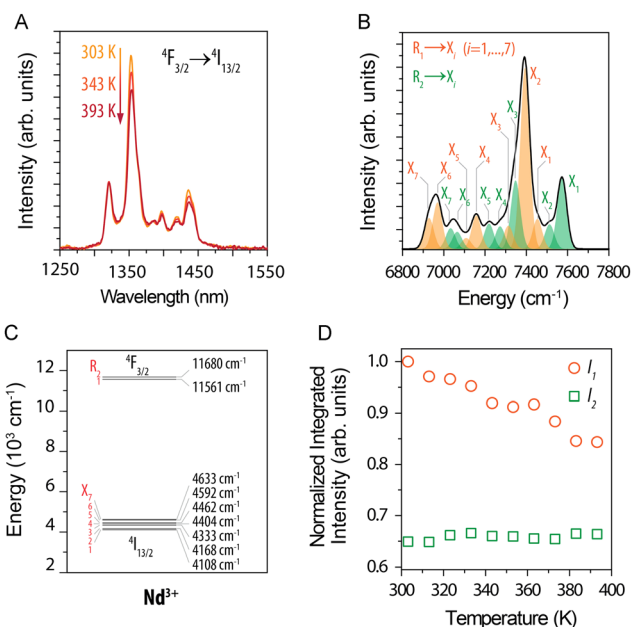 A
303 K
343 K
393 K
⁴F₃/₂→⁴I₁₃/₂
Intensity (arb. units)
1250 1350 1450 1550
Wavelength (nm)
B
R₁→Xᵢ (i=1,...,7)
R₂→Xᵢ
X₂
X₃
X₃
X₅
X₄
X₁
X₇
X₆
X₇
X₆
X₅
X₄
X₂
X₁
Intensity (arb. units)
6800 7000 7200 7400 7600 7800
Energy (cm⁻¹)
C
12
10
8
6
4
2
Energy (10³ cm⁻¹)
R₂
1
⁴F₃/₂
11680 cm⁻¹
11561 cm⁻¹
X₇
6
5
4
3
2
1
4633 cm⁻¹
4592 cm⁻¹
4462 cm⁻¹
4404 cm⁻¹
4333 cm⁻¹
4168 cm⁻¹
4108 cm⁻¹
⁴I₁₃/₂
Nd³⁺
D
I₁
I₂
1.0
0.9
0.8
0.7
0.6
Normalized Integrated
Intensity (arb. units)
300 320 340 360 380 400
Temperature (K)